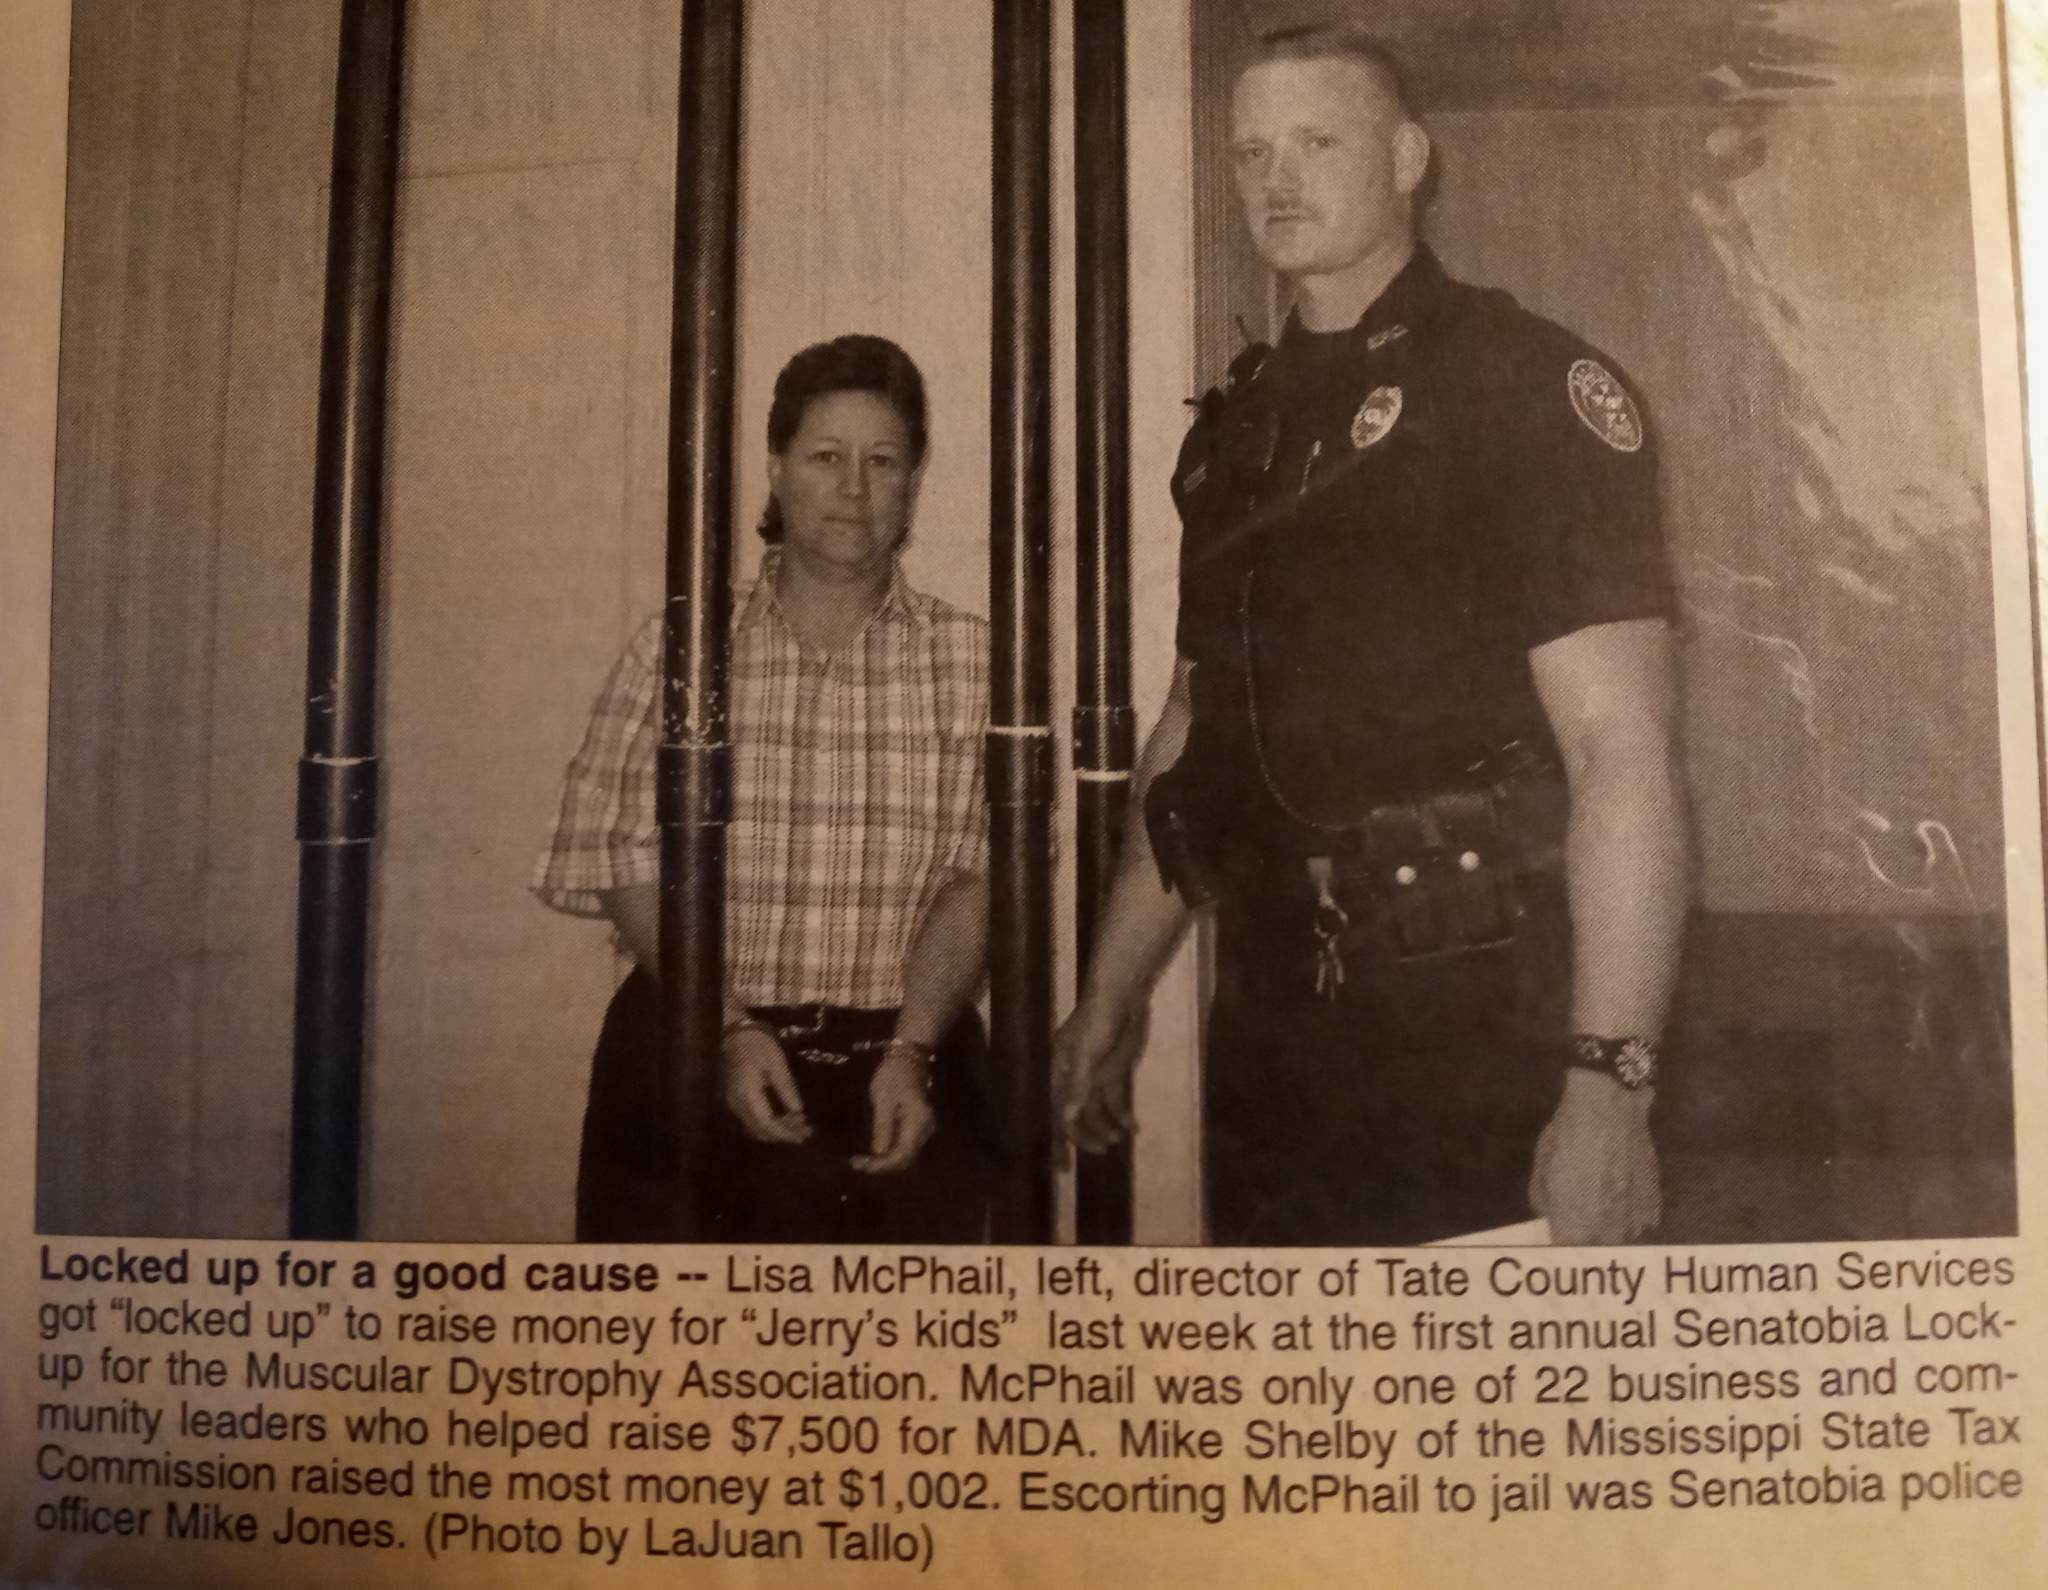 Locked up for a good cause -- Lisa McPhail, left, director of Tate County Human Services
got “locked up” to raise money for “Jerry’s kids” last week at the first annual Senatobia Lock-
up for the Muscular Dystrophy Association. McPhail was only one of 22 business and com-
munity leaders who helped raise $7,500 for MDA. Mike Shelby of the Mississippi State Tax
Commission raised the most money at $1,002. Escorting McPhail to jail was Senatobia police
officer Mike Jones. (Photo by LaJuan Tallo)